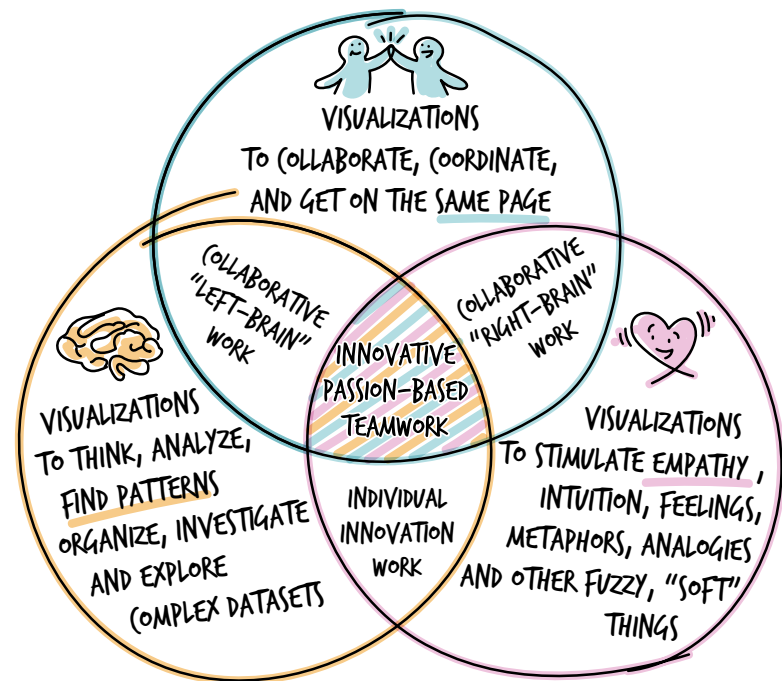 VISUALIZATIONS
TO COLLABORATE, COORDINATE,
AND GET ON THE SAME PAGE
COLLABORATIVE
"LEFT-BRAIN"
WORK
COLLABORATIVE
"RIGHT-BRAIN"
WORK
INNOVATIVE
PASSION-BASED
TEAMWORK
VISUALIZATIONS
TO THINK, ANALYZE,
FIND PATTERNS
ORGANIZE, INVESTIGATE
AND EXPLORE
COMPLEX DATASETS
INDIVIDUAL
INNOVATION
WORK
VISUALIZATIONS
TO STIMULATE EMPATHY ,
INTUITION, FEELINGS,
METAPHORS, ANALOGIES
AND OTHER FUZZY, "SOFT"
THINGS